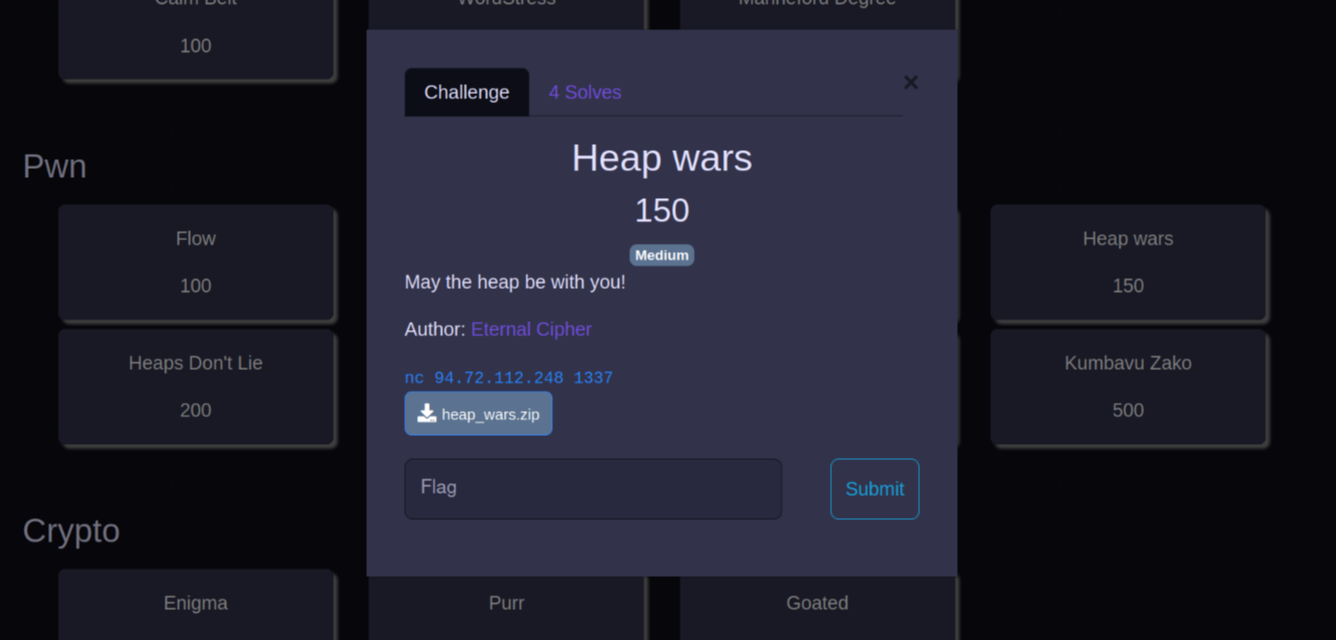 Calm Belt
WordStress
Marineford Degree
100
Challenge
4 Solves
×
Heap wars
150
Medium
May the heap be with you!
Author: Eternal Cipher
nc 94.72.112.248 1337
heap_wars.zip
Flag
Submit
Pwn
Flow
100
Heap wars
150
Heaps Don't Lie
200
Kumbavu Zako
500
Crypto
Enigma
Purr
Goated